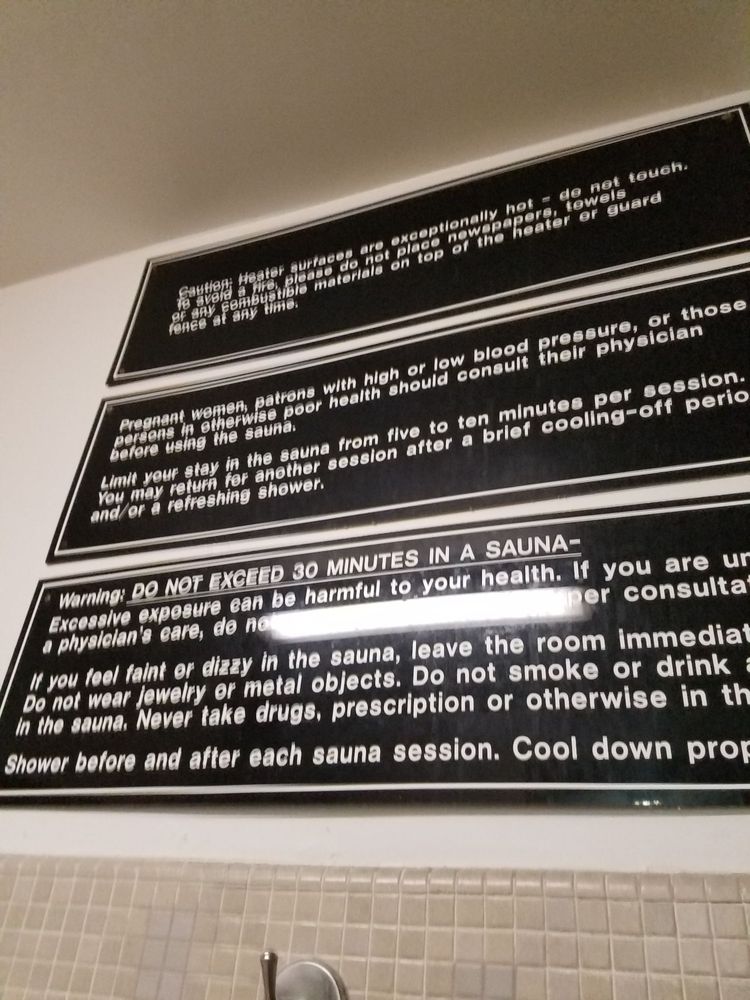 Caution: Heater surfaces are exceptionally hot - do not touch.
To avoid a fire, please do not place newspapers, towels
or any combustible materials on top of the heater or guard
fence at any time.
Pregnant women, patrons with high or low blood pressure, or those
persons in otherwise poor health should consult their physician
before using the sauna.
Limit your stay in the sauna from five to ten minutes per session.
You may return for another session after a brief cooling-off perio
and/or a refreshing shower.
Warning: DO NOT EXCEED 30 MINUTES IN A SAUNA-
Excessive exposure can be harmful to your health. If you are un
a physician's care, do no per consulta
If you feel faint or dizzy in the sauna, leave the room immediat
Do not wear jewelry or metal objects. Do not smoke or drink
in the sauna. Never take drugs, prescription or otherwise in th
Shower before and after each sauna session. Cool down prop